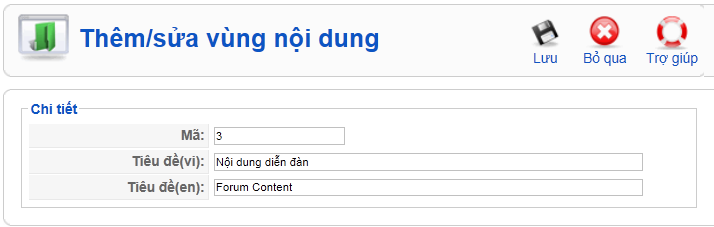 Thêm/sửa vùng nội dung
Lưu Bỏ qua Trợ giúp
Chi tiết
Mã: 3
Tiêu đề(vi): Nội dung diễn đàn
Tiêu đề(en): Forum Content